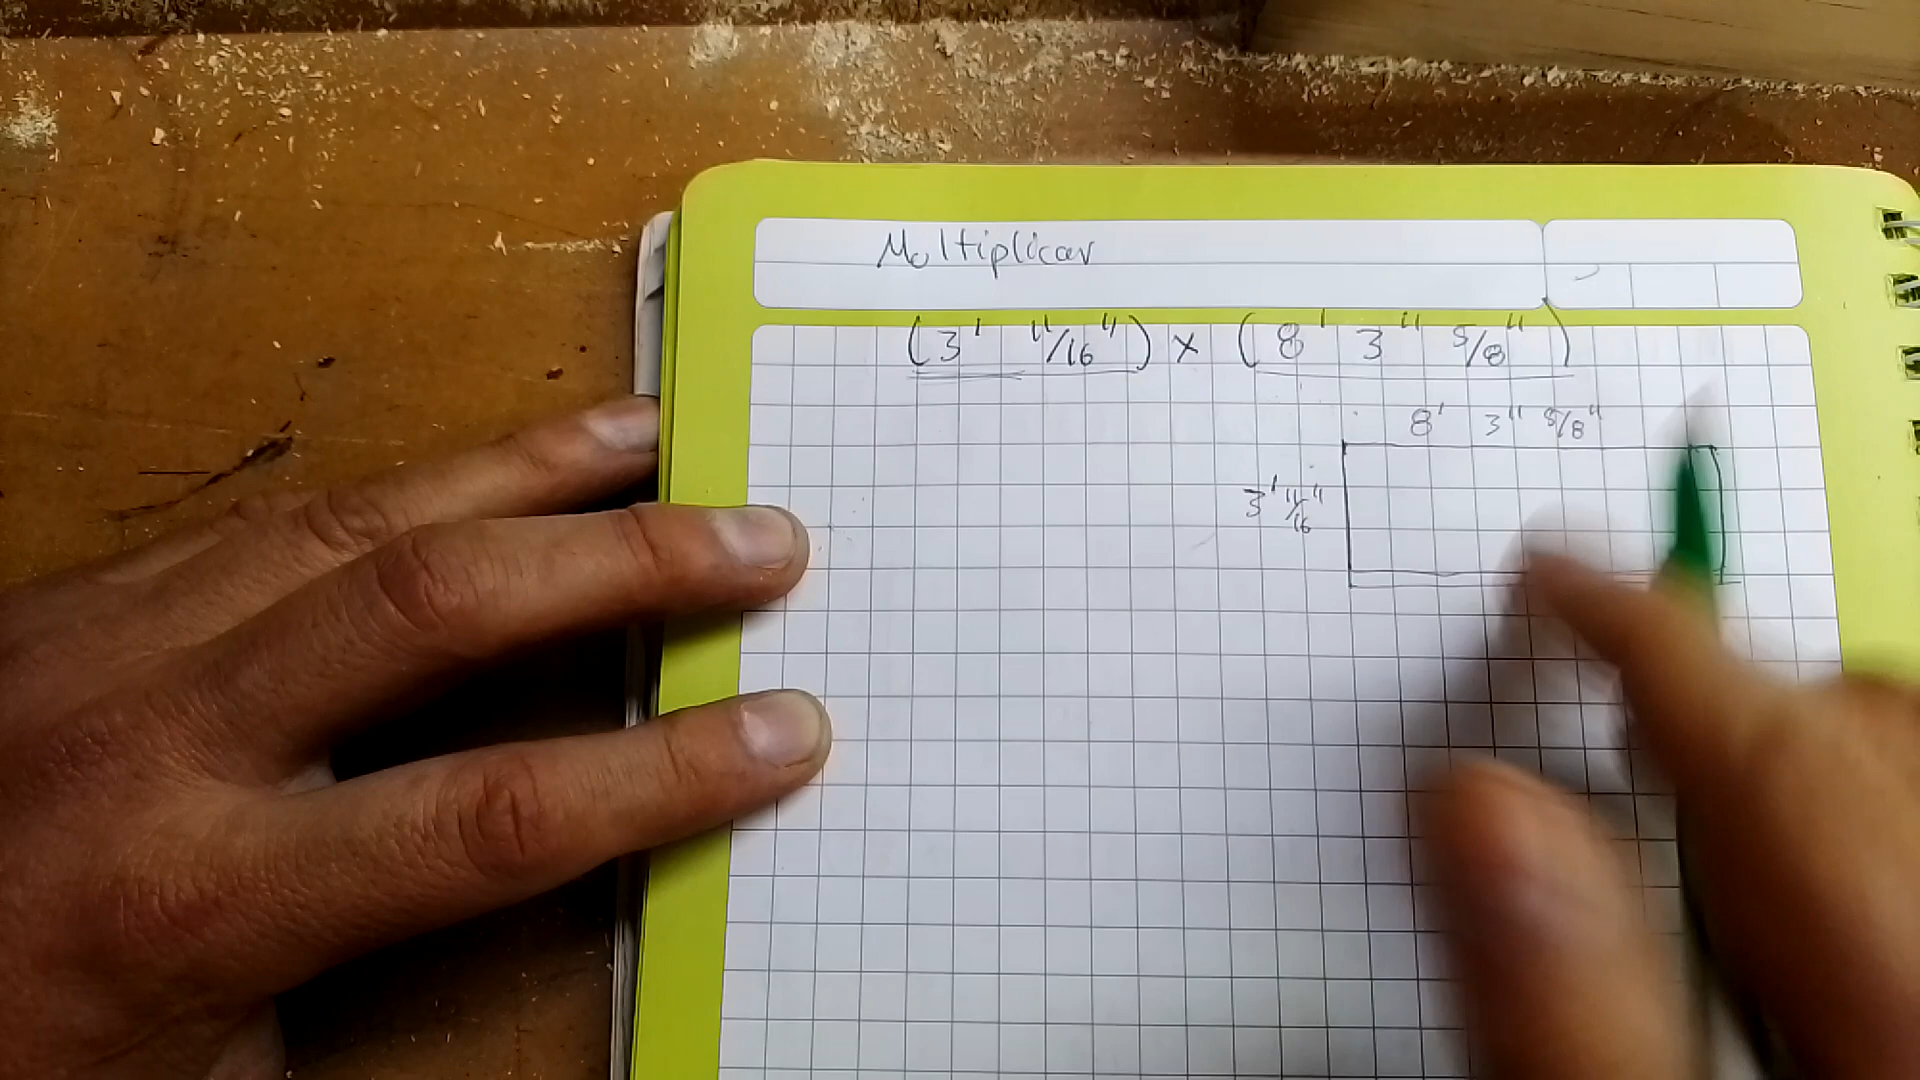 Multiplicar
(3' 11/16") x (8' 3" 5/8")
8' 3" 5/8"
3' 11/16"